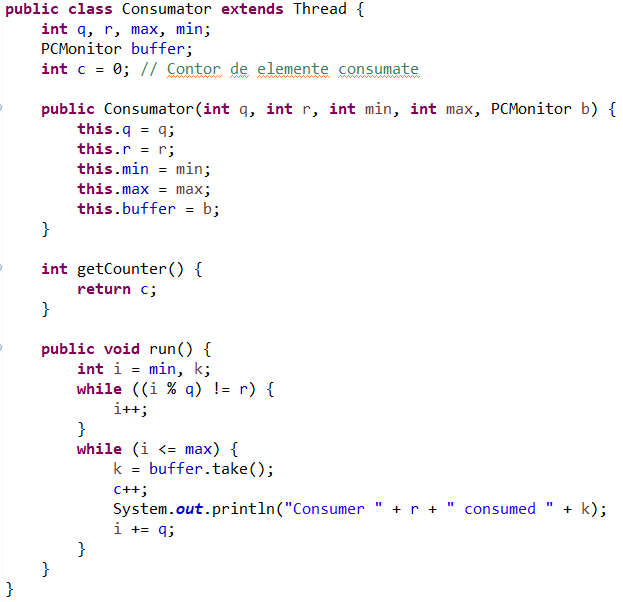 public class Consumator extends Thread {
    int q, r, max, min;
    PCMonitor buffer;
    int c = 0; // Contor de elemente consumate

    public Consumator(int q, int r, int min, int max, PCMonitor b) {
        this.q = q;
        this.r = r;
        this.min = min;
        this.max = max;
        this.buffer = b;
    }

    int getCounter() {
        return c;
    }

    public void run() {
        int i = min, k;
        while ((i % q) != r) {
            i++;
        }
        while (i <= max) {
            k = buffer.take();
            c++;
            System.out.println("Consumer " + r + " consumed " + k);
            i += q;
        }
    }
}